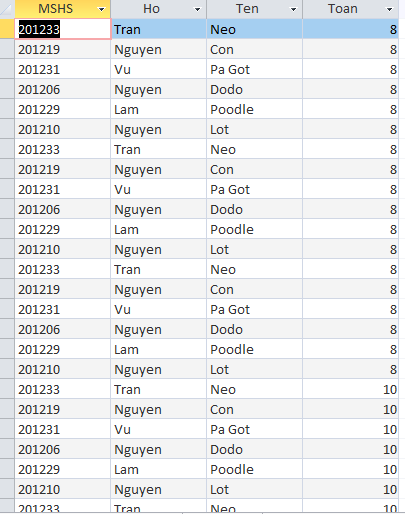 MSHS Ho Ten Toan
201233 Tran Neo 8
201219 Nguyen Con 8
201231 Vu Pa Got 8
201206 Nguyen Dodo 8
201229 Lam Poodle 8
201210 Nguyen Lot 8
201233 Tran Neo 8
201219 Nguyen Con 8
201231 Vu Pa Got 8
201206 Nguyen Dodo 8
201229 Lam Poodle 8
201210 Nguyen Lot 8
201233 Tran Neo 8
201219 Nguyen Con 8
201231 Vu Pa Got 8
201206 Nguyen Dodo 8
201229 Lam Poodle 8
201210 Nguyen Lot 8
201233 Tran Neo 10
201219 Nguyen Con 10
201231 Vu Pa Got 10
201206 Nguyen Dodo 10
201229 Lam Poodle 10
201210 Nguyen Lot 10
201233 Tran Neo 10